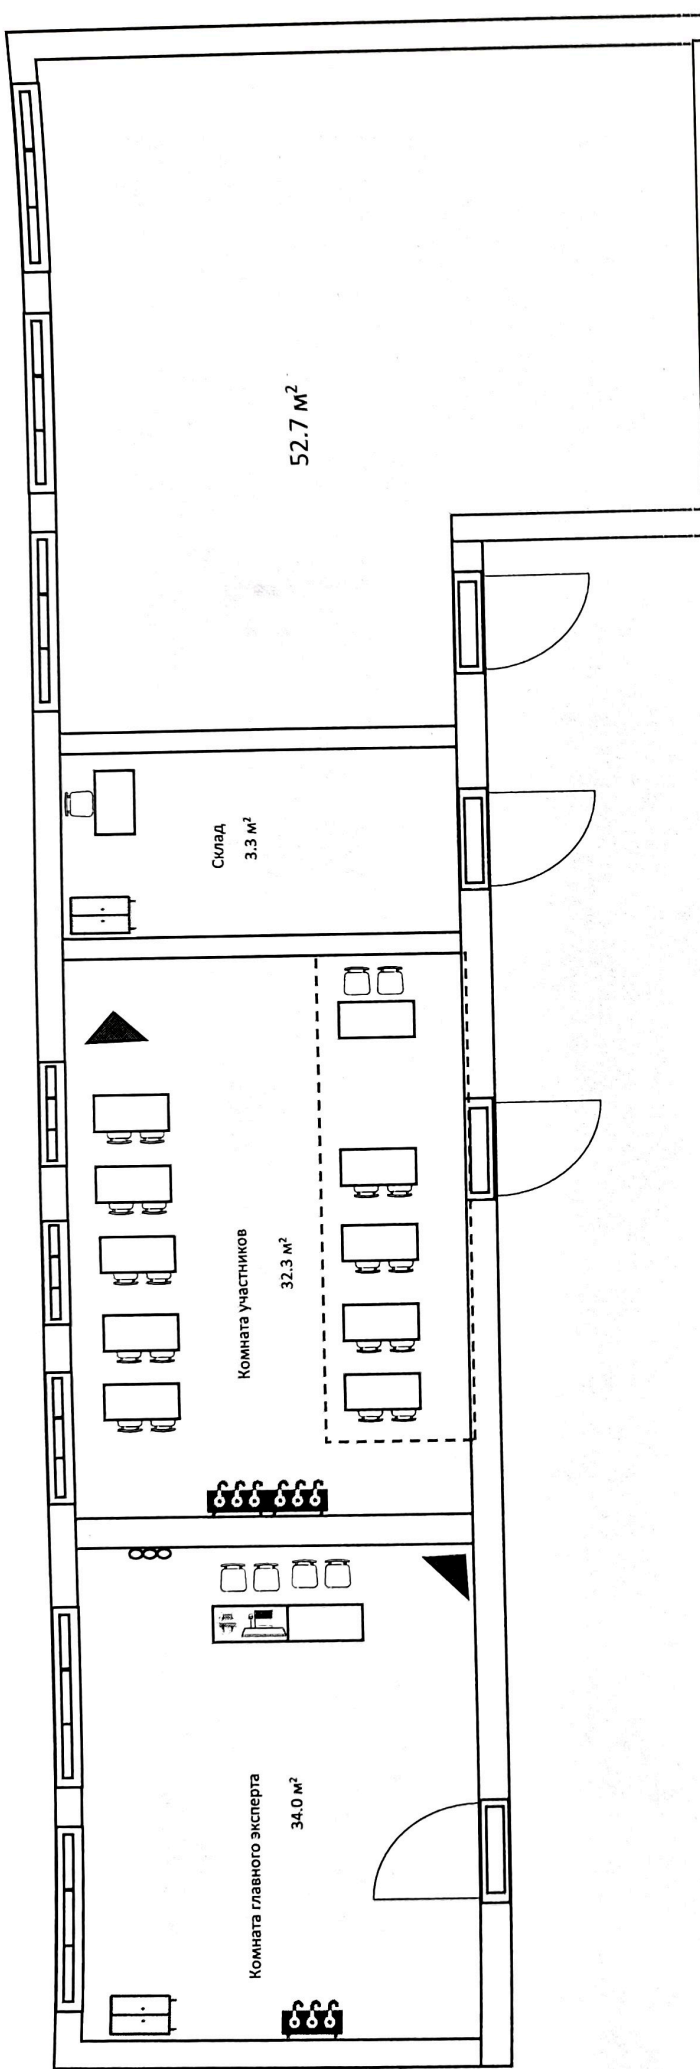 52.7 м²
Склад
3.3 м²
Комната участников
32.3 м²
Комната главного эксперта
34.0 м²